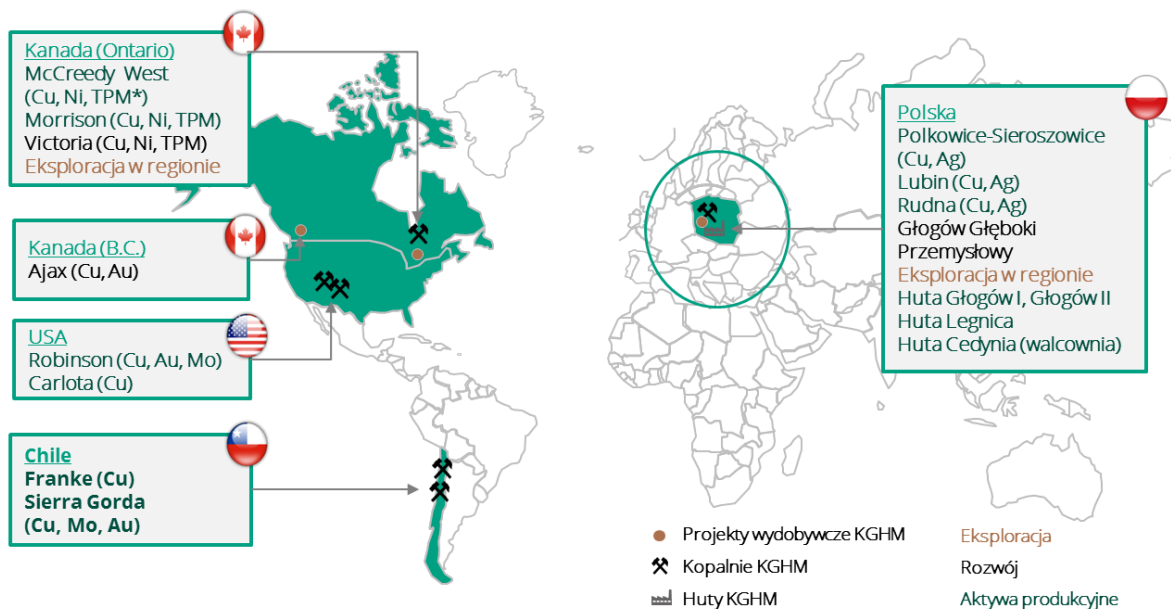 Kanada (Ontario)
McCreedy West
(Cu, Ni, TPM*)
Morrison (Cu, Ni, TPM)
Victoria (Cu, Ni, TPM)
Eksploracja w regionie
Kanada (B.C.)
Ajax (Cu, Au)
USA
Robinson (Cu, Au, Mo)
Carlota (Cu)
Chile
Franke (Cu)
Sierra Gorda
(Cu, Mo, Au)
Polska
Polkowice-Sieroszowice
(Cu, Ag)
Lubin (Cu, Ag)
Rudna (Cu, Ag)
Głogów Głęboki
Przemysłowy
Eksploracja w regionie
Huta Głogów I, Głogów II
Huta Legnica
Huta Cedynia (walcownia)
Projekty wydobywcze KGHM
Kopalnie KGHM
Huty KGHM
Eksploracja
Rozwój
Aktywa produkcyjne